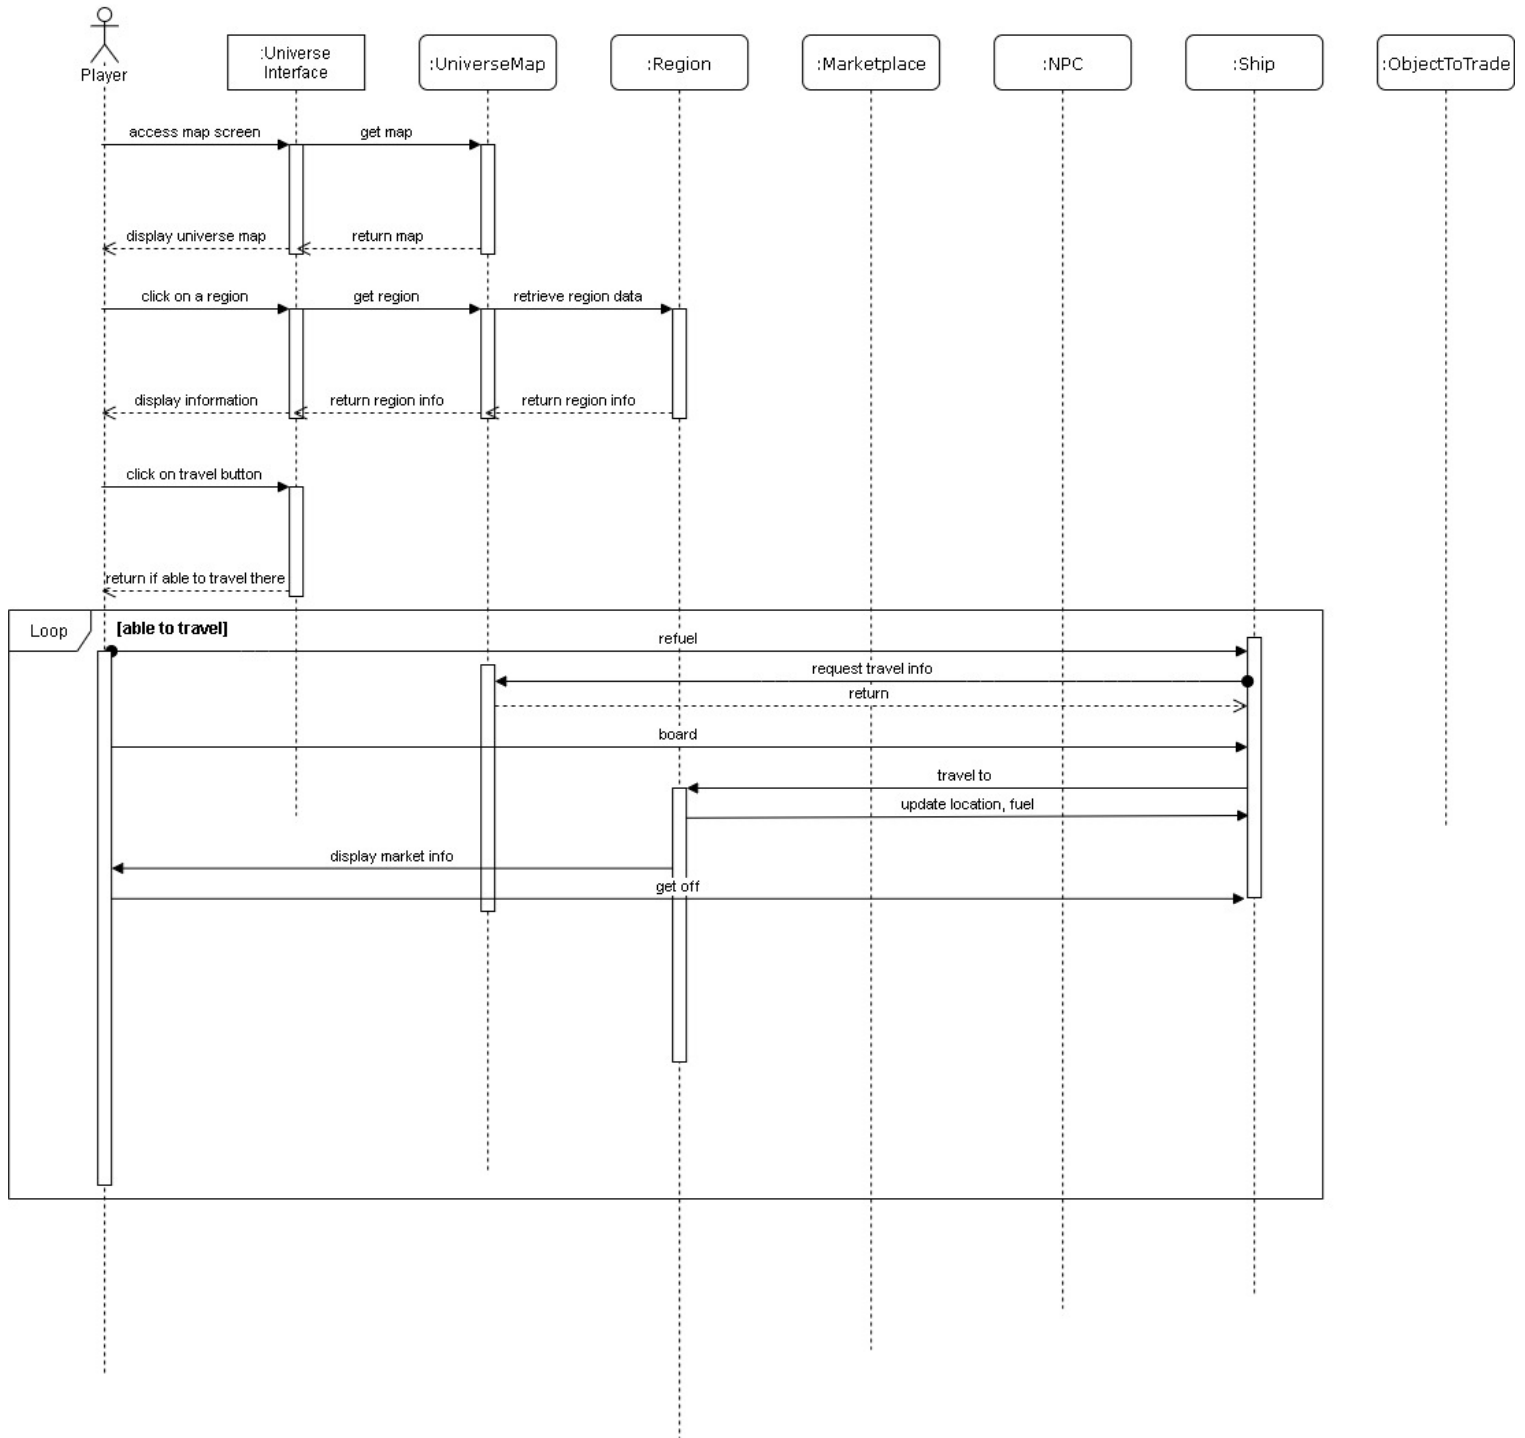 Player
:Universe
Interface
:UniverseMap
:Region
:Marketplace
:NPC
:Ship
:ObjectToTrade
access map screen
get map
display universe map
return map
click on a region
get region
retrieve region data
display information
return region info
return region info
click on travel button
return if able to travel there
Loop
[able to travel]
refuel
request travel info
return
board
travel to
update location, fuel
display market info
get off